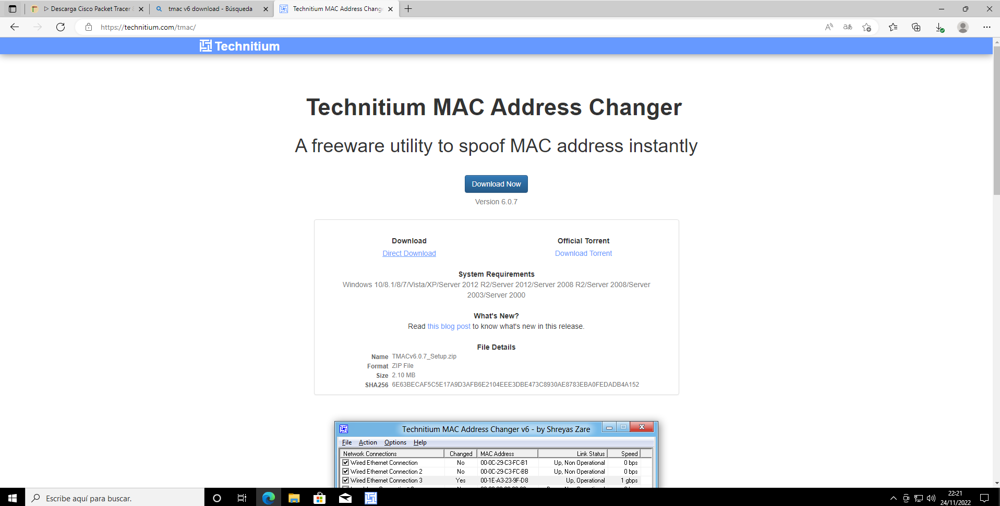 ▷ Descarga Cisco Packet Tracer
tmac v6 download - Búsqueda
Technitium MAC Address Chang
https://technitium.com/tmac/
Technitium
Technitium MAC Address Changer
A freeware utility to spoof MAC address instantly
Download Now
Version 6.0.7
Download
Official Torrent
Direct Download
Download Torrent
System Requirements
Windows 10/8.1/8/7/Vista/XP/Server 2012 R2/Server 2012/Server 2008 R2/Server 2008/Server
2003/Server 2000
What's New?
Read this blog post to know what's new in this release.
File Details
Name TMACv6.0.7_Setup.zip
Format ZIP File
Size 2.10 MB
SHA256 6E63BECAF5C5E17A9D3AFB6E2104EEE3DBE473C8930AE8783EBA0FEDADB4A152
Technitium MAC Address Changer v6 - by Shreyas Zare
File Action Options Help
Network Connections Changed MAC Address Link Status Speed
Wired Ethernet Connection No 00-0C-29-C3-FC-B1 Up, Non Operational 0 bps
Wired Ethernet Connection 2 No 00-0C-29-C3-FC-BB Up, Non Operational 0 bps
Wired Ethernet Connection 3 Yes 00-1E-A3-23-9F-D8 Up, Operational 1 gbps
Escribe aquí para buscar.
22:21
24/11/2022